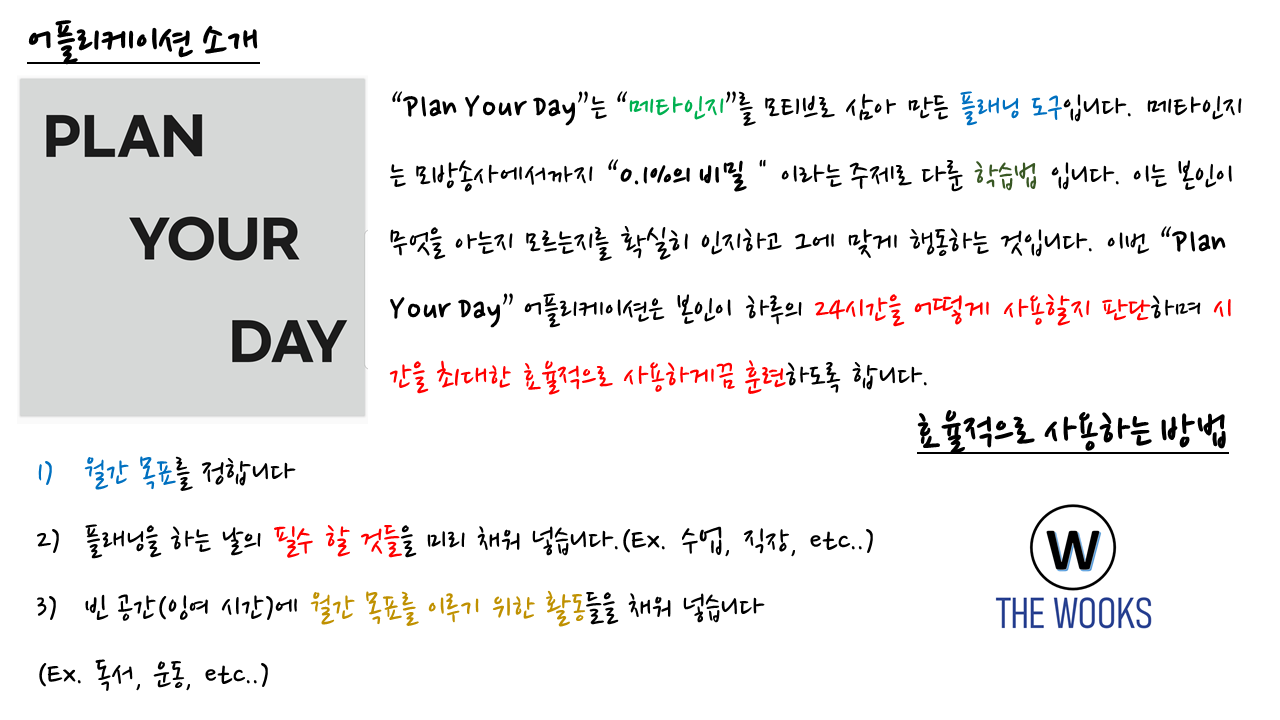 어플리케이션 소개
PLAN
YOUR
DAY
“Plan Your Day”는 “메타인지”를 모티브로 삼아 만든 플래닝 도구입니다. 메타인지
는 모방송사에서까지 “0.1%의 비밀 " 이라는 주제로 다룬 학습법 입니다. 이는 본인이
무엇을 아는지 모르는지를 확실히 인지하고 그에 맞게 행동하는 것입니다. 이번 “Plan
Your Day” 어플리케이션은 본인이 하루의 24시간을 어떻게 사용할지 판단하며 시
간을 최대한 효율적으로 사용하게끔 훈련하도록 합니다.
효율적으로 사용하는 방법
1) 월간 목표를 정합니다
2) 플래닝을 하는 날의 필수 할 것들을 미리 채워 넣습니다.(Ex. 수업, 직장, etc..)
3) 빈 공간(잉여 시간)에 월간 목표를 이루기 위한 활동들을 채워 넣습니다
(Ex. 독서, 운동, etc..)
W
THE WOOKS